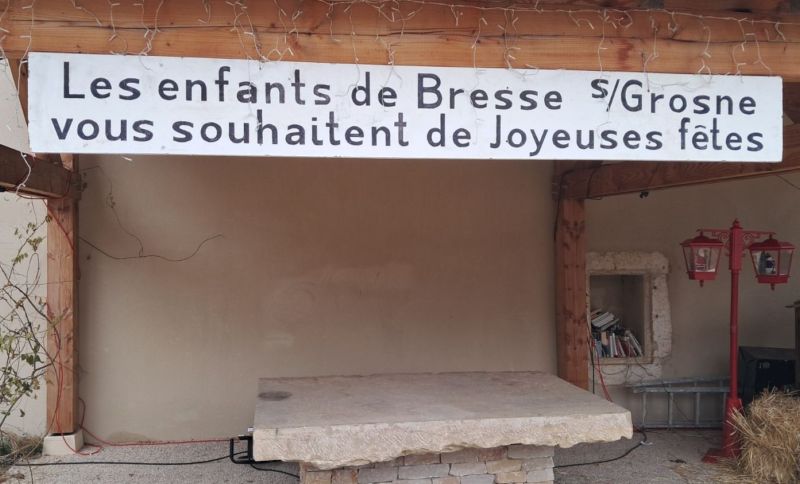 Les enfants de Bresse s/Grosne
vous souhaitent de Joyeuses fêtes